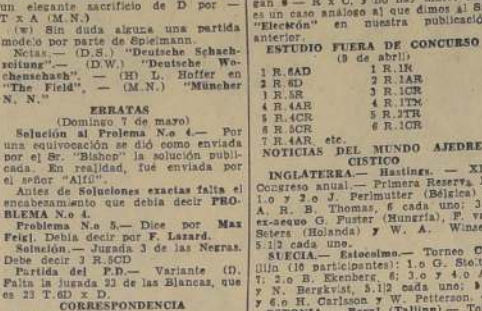 un elegante sacrificio de D por —
T x A (M.N.)
(w) Sin duda alguna una partida
modelo por parte de Spielmann.
Notas.— (D.S.) "Deutsche Schach-
zeitung".— (D.W.) "Deutsche Wo-
chenschach". — (H) L. Hoffer en
"The Field", — (M.N.) "Müncher
N. N."
ERRATAS
(Domingo 7 de mayo)
Solución al Prolema N.o 4.— Por
una equivocación se dió como enviada
por el Sr. "Bishop" la solución publi-
cada. En realidad, fué enviada por
el señor "Alfil".
Antes de Soluciones exactas falta el
encabezamiento que debía decir PRO-
BLEMA N.o 4.
Problema N.o 5.— Dice por Max
Feigl. Debía decir por F. Lazard.
Solución.— Jugada 3 de las Negras.
Debe decir 3 R.5CD
Partida del P.D.— Variante (D.
Falta la jugada 23 de las Blancas, que
es 23 T.6D x D.
CORRESPONDENCIA
es un caso análogo al que dimos al S
"Electón" en nuestra publicació
anterior.
ESTUDIO FUERA DE CONCURSO
(9 de abril)
1 R.6AD 1 R.1R
2 R.6D 2 R.1AR
3 R.5R 3 R.1CR
4 R.4AR 4 R.1TR
5 R.4CR 5 R.2TR
6 R.5CR 6 R.1CR
7 R.4AR etc.
NOTICIAS DEL MUNDO AJEDRE
CISTICO
INGLATERRA.— Hastings. — XI
Congreso anual.— Primera Reserva.
1.o y 2.o J. Perlmutter (Bélgica)
A. R. B. Thomas, 6 cada uno; 3
ex-aequo G. Fuster (Hungría), P. v
Seters (Holanda) y W. A. Winse
5.1|2 cada uno.
SUECIA.— Estocolmo.— Torneo C
(16 participantes): 1.o G. Stolt
7; 2.o B. Ekenberg, 6; 3.o y 4.o A
y N. Bergkvist, 5.1|2 cada uno; 5
y 6.o H. Carlsson y W. Petterson.